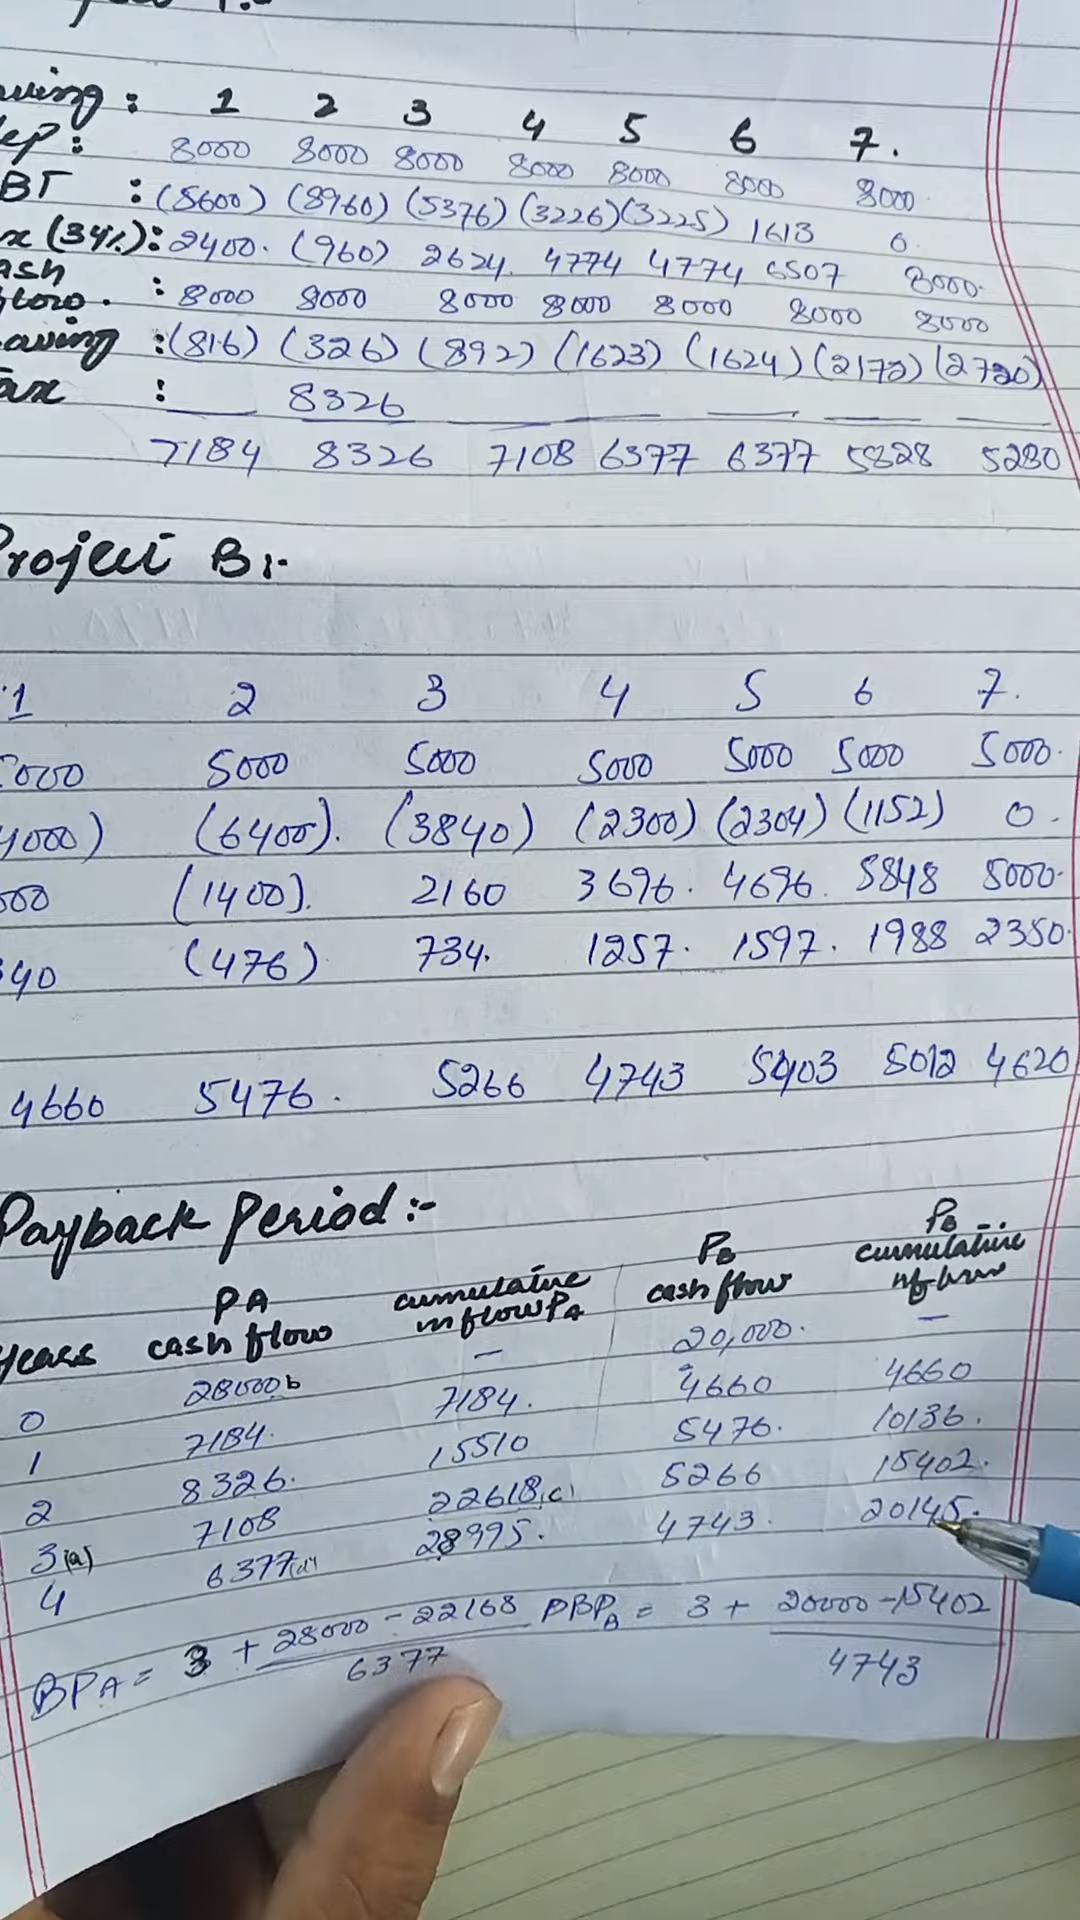 aving : 1 2 3 4 5 6 7.
ep : 8000 8000 8000 8000 8000 8000 8000
BT : (5600) (8960) (5376) (3226) (3225) 1613 0
x (34%): 2400. (960) 2624. 4774 4774 6507 8000
ash
flow. : 8000 8000 8000 8000 8000 8000 8000
aving : (816) (326) (892) (1623) (1624) (2172) (2720)
ax : 8326
7184 8326 7108 6377 6377 5828 5280
Project B:-
1 2 3 4 5 6 7.
5000 5000 5000 5000 5000 5000 5000.
4000) (6400). (3840) (2300) (2304) (1152) 0.
000 (1400). 2160 3696. 4696. 5848 5000.
340 (476) 734. 1257. 1597. 1988 2350.
4660 5476. 5266 4743 5403 5012 4620
Payback Period :-
years PA cash flow cumulative inflow PA PB cash flow PB cumulative inflow
0 28000 b — 20,000. —
1 7184. 7184. 4660 4660
2 8326. 15510 5476. 10136.
3(a) 7108 22618(c) 5266 15402.
4 6377(d) 28995. 4743. 20145.
BPA = 3 + 28000 - 22168 PBPB = 3 + 20000 - 15402
6377 4743